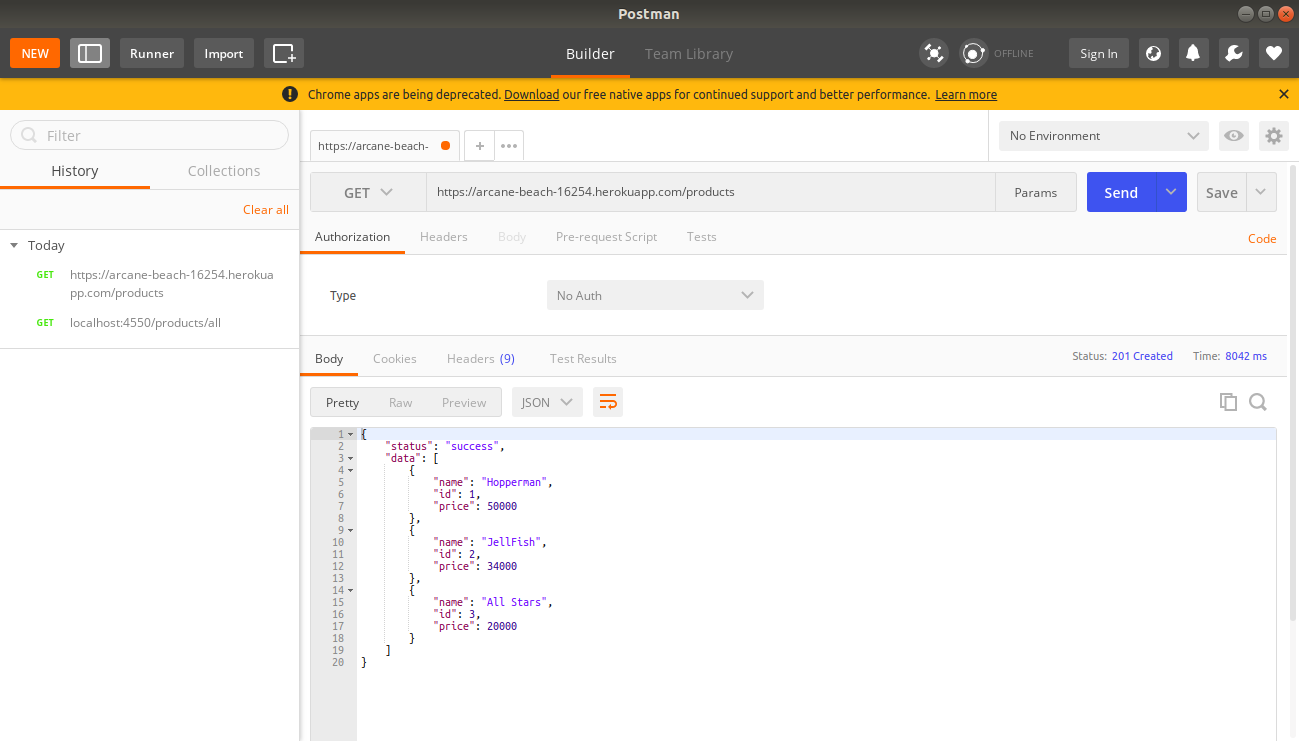 Postman
NEW
Runner
Import
Builder
Team Library
OFFLINE
Sign In
Chrome apps are being deprecated. Download our free native apps for continued support and better performance. Learn more
Filter
History
Collections
Clear all
Today
GET https://arcane-beach-16254.heroku
app.com/products
GET localhost:4550/products/all
https://arcane-beach-
No Environment
GET
https://arcane-beach-16254.herokuapp.com/products
Params
Send
Save
Authorization
Headers
Body
Pre-request Script
Tests
Code
Type
No Auth
Body
Cookies
Headers (9)
Test Results
Status: 201 Created
Time: 8042 ms
Pretty
Raw
Preview
JSON
1 {
2 "status": "success",
3 "data": [
4 {
5 "name": "Hopperman",
6 "id": 1,
7 "price": 50000
8 },
9 {
10 "name": "JellFish",
11 "id": 2,
12 "price": 34000
13 },
14 {
15 "name": "All Stars",
16 "id": 3,
17 "price": 20000
18 }
19 ]
20 }